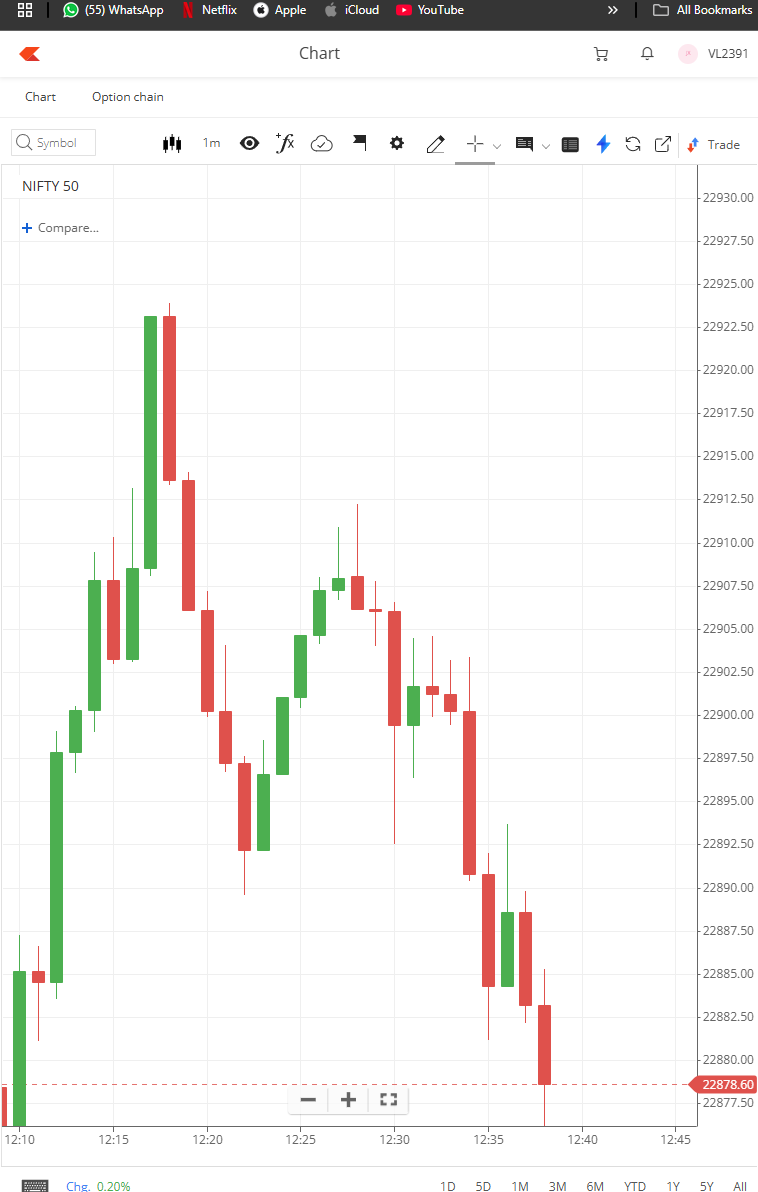 (55) WhatsApp Netflix Apple iCloud YouTube » All Bookmarks
Chart VL2391
Chart Option chain
Symbol 1m ƒx Trade
NIFTY 50
+ Compare...
22930.00
22927.50
22925.00
22922.50
22920.00
22917.50
22915.00
22912.50
22910.00
22907.50
22905.00
22902.50
22900.00
22897.50
22895.00
22892.50
22890.00
22887.50
22885.00
22882.50
22880.00
22878.60
22877.50
12:10 12:15 12:20 12:25 12:30 12:35 12:40 12:45
Chg. 0.20% 1D 5D 1M 3M 6M YTD 1Y 5Y All